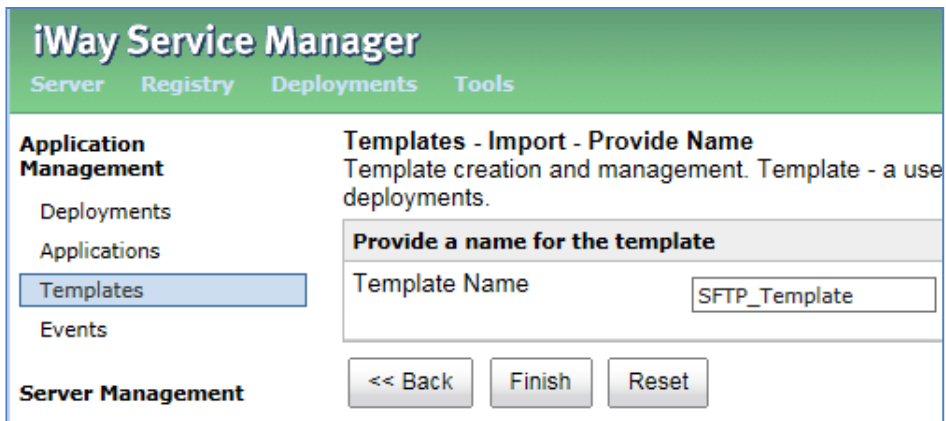 iWay Service Manager
Server Registry Deployments Tools
Application
Management
Deployments
Applications
Templates
Events
Server Management
Templates - Import - Provide Name
Template creation and management. Template - a use
deployments.
Provide a name for the template
Template Name
SFTP_Template
<< Back Finish Reset